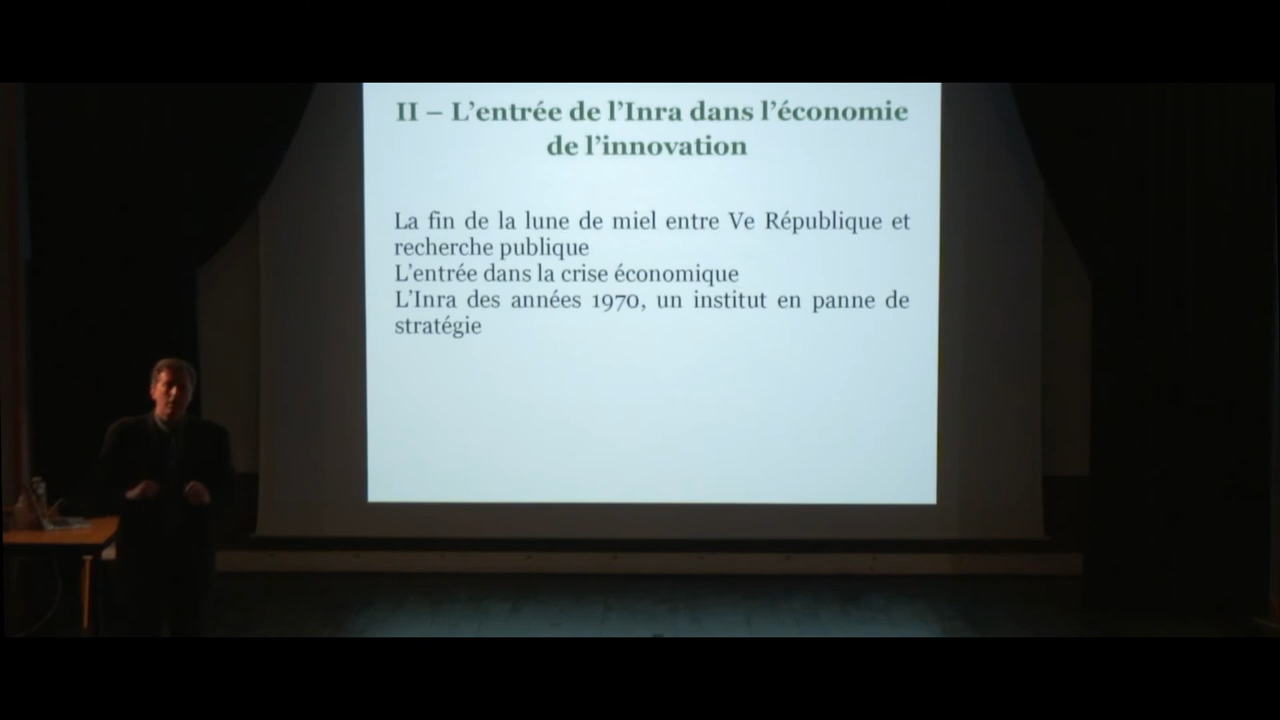 II – L’entrée de l’Inra dans l’économie
de l’innovation
La fin de la lune de miel entre Ve République et
recherche publique
L’entrée dans la crise économique
L’Inra des années 1970, un institut en panne de
stratégie